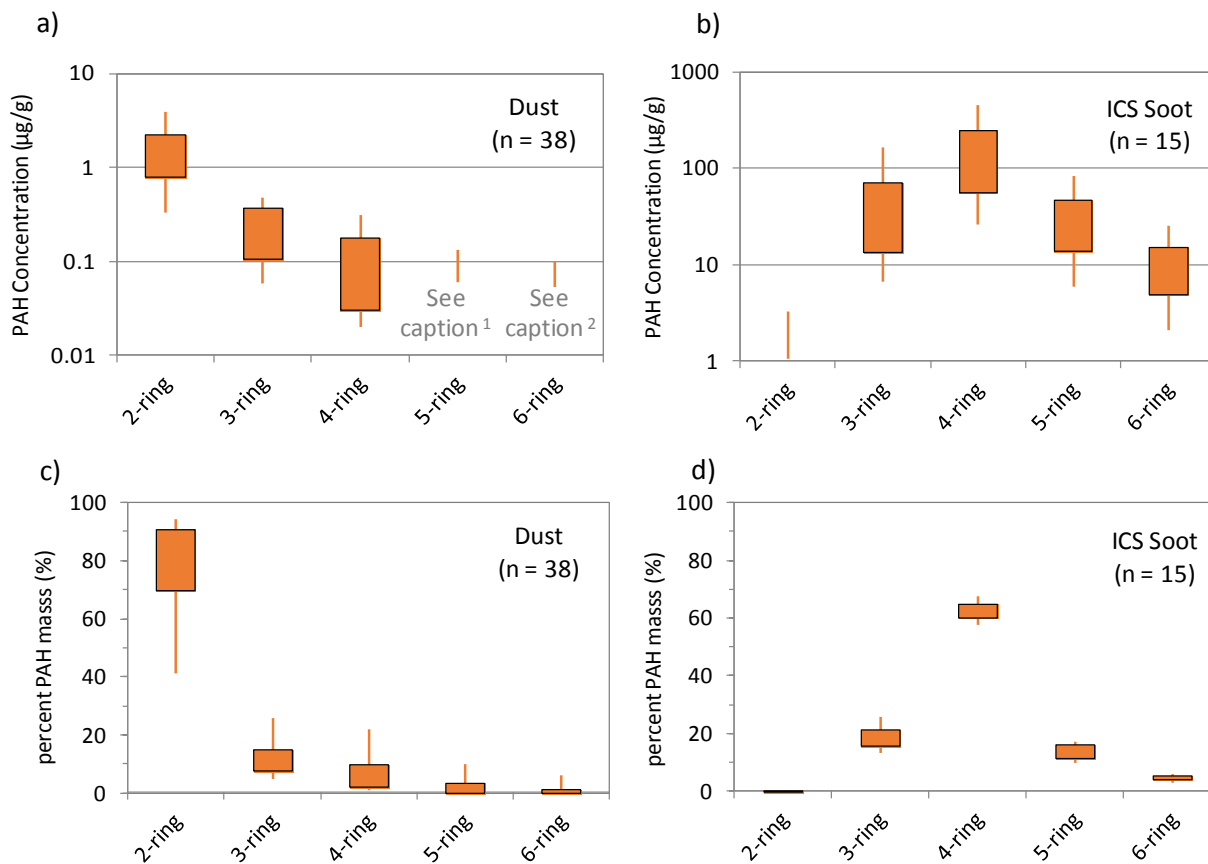 a)
PAH Concentration (µg/g)
10
1
0.1
0.01
Dust
(n = 38)
See
caption 1
See
caption 2
2-ring
3-ring
4-ring
5-ring
6-ring
b)
PAH Concentration (µg/g)
1000
100
10
1
ICS Soot
(n = 15)
2-ring
3-ring
4-ring
5-ring
6-ring
c)
percent PAH masss (%)
100
80
60
40
20
0
Dust
(n = 38)
2-ring
3-ring
4-ring
5-ring
6-ring
d)
percent PAH masss (%)
100
80
60
40
20
0
ICS Soot
(n = 15)
2-ring
3-ring
4-ring
5-ring
6-ring